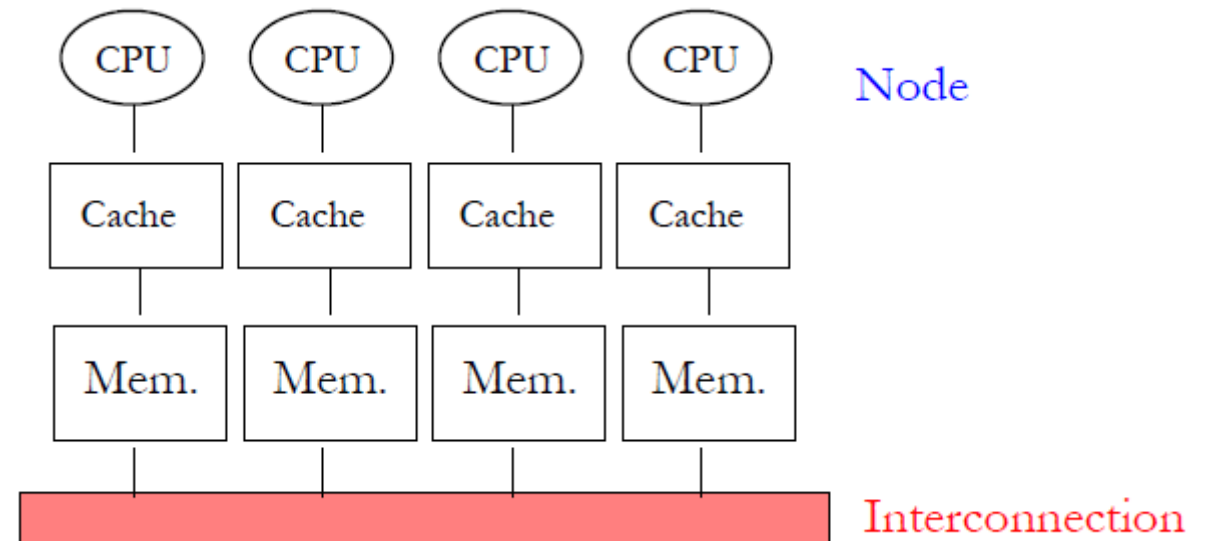 CPU CPU CPU CPU Node
Cache Cache Cache Cache
Mem. Mem. Mem. Mem.
Interconnection